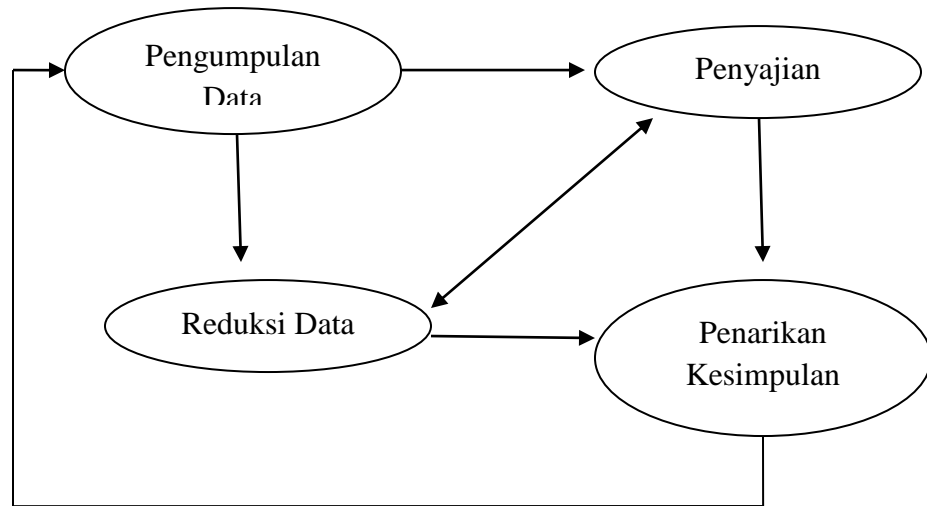 Pengumpulan
Data
Penyajian
Reduksi Data
Penarikan
Kesimpulan